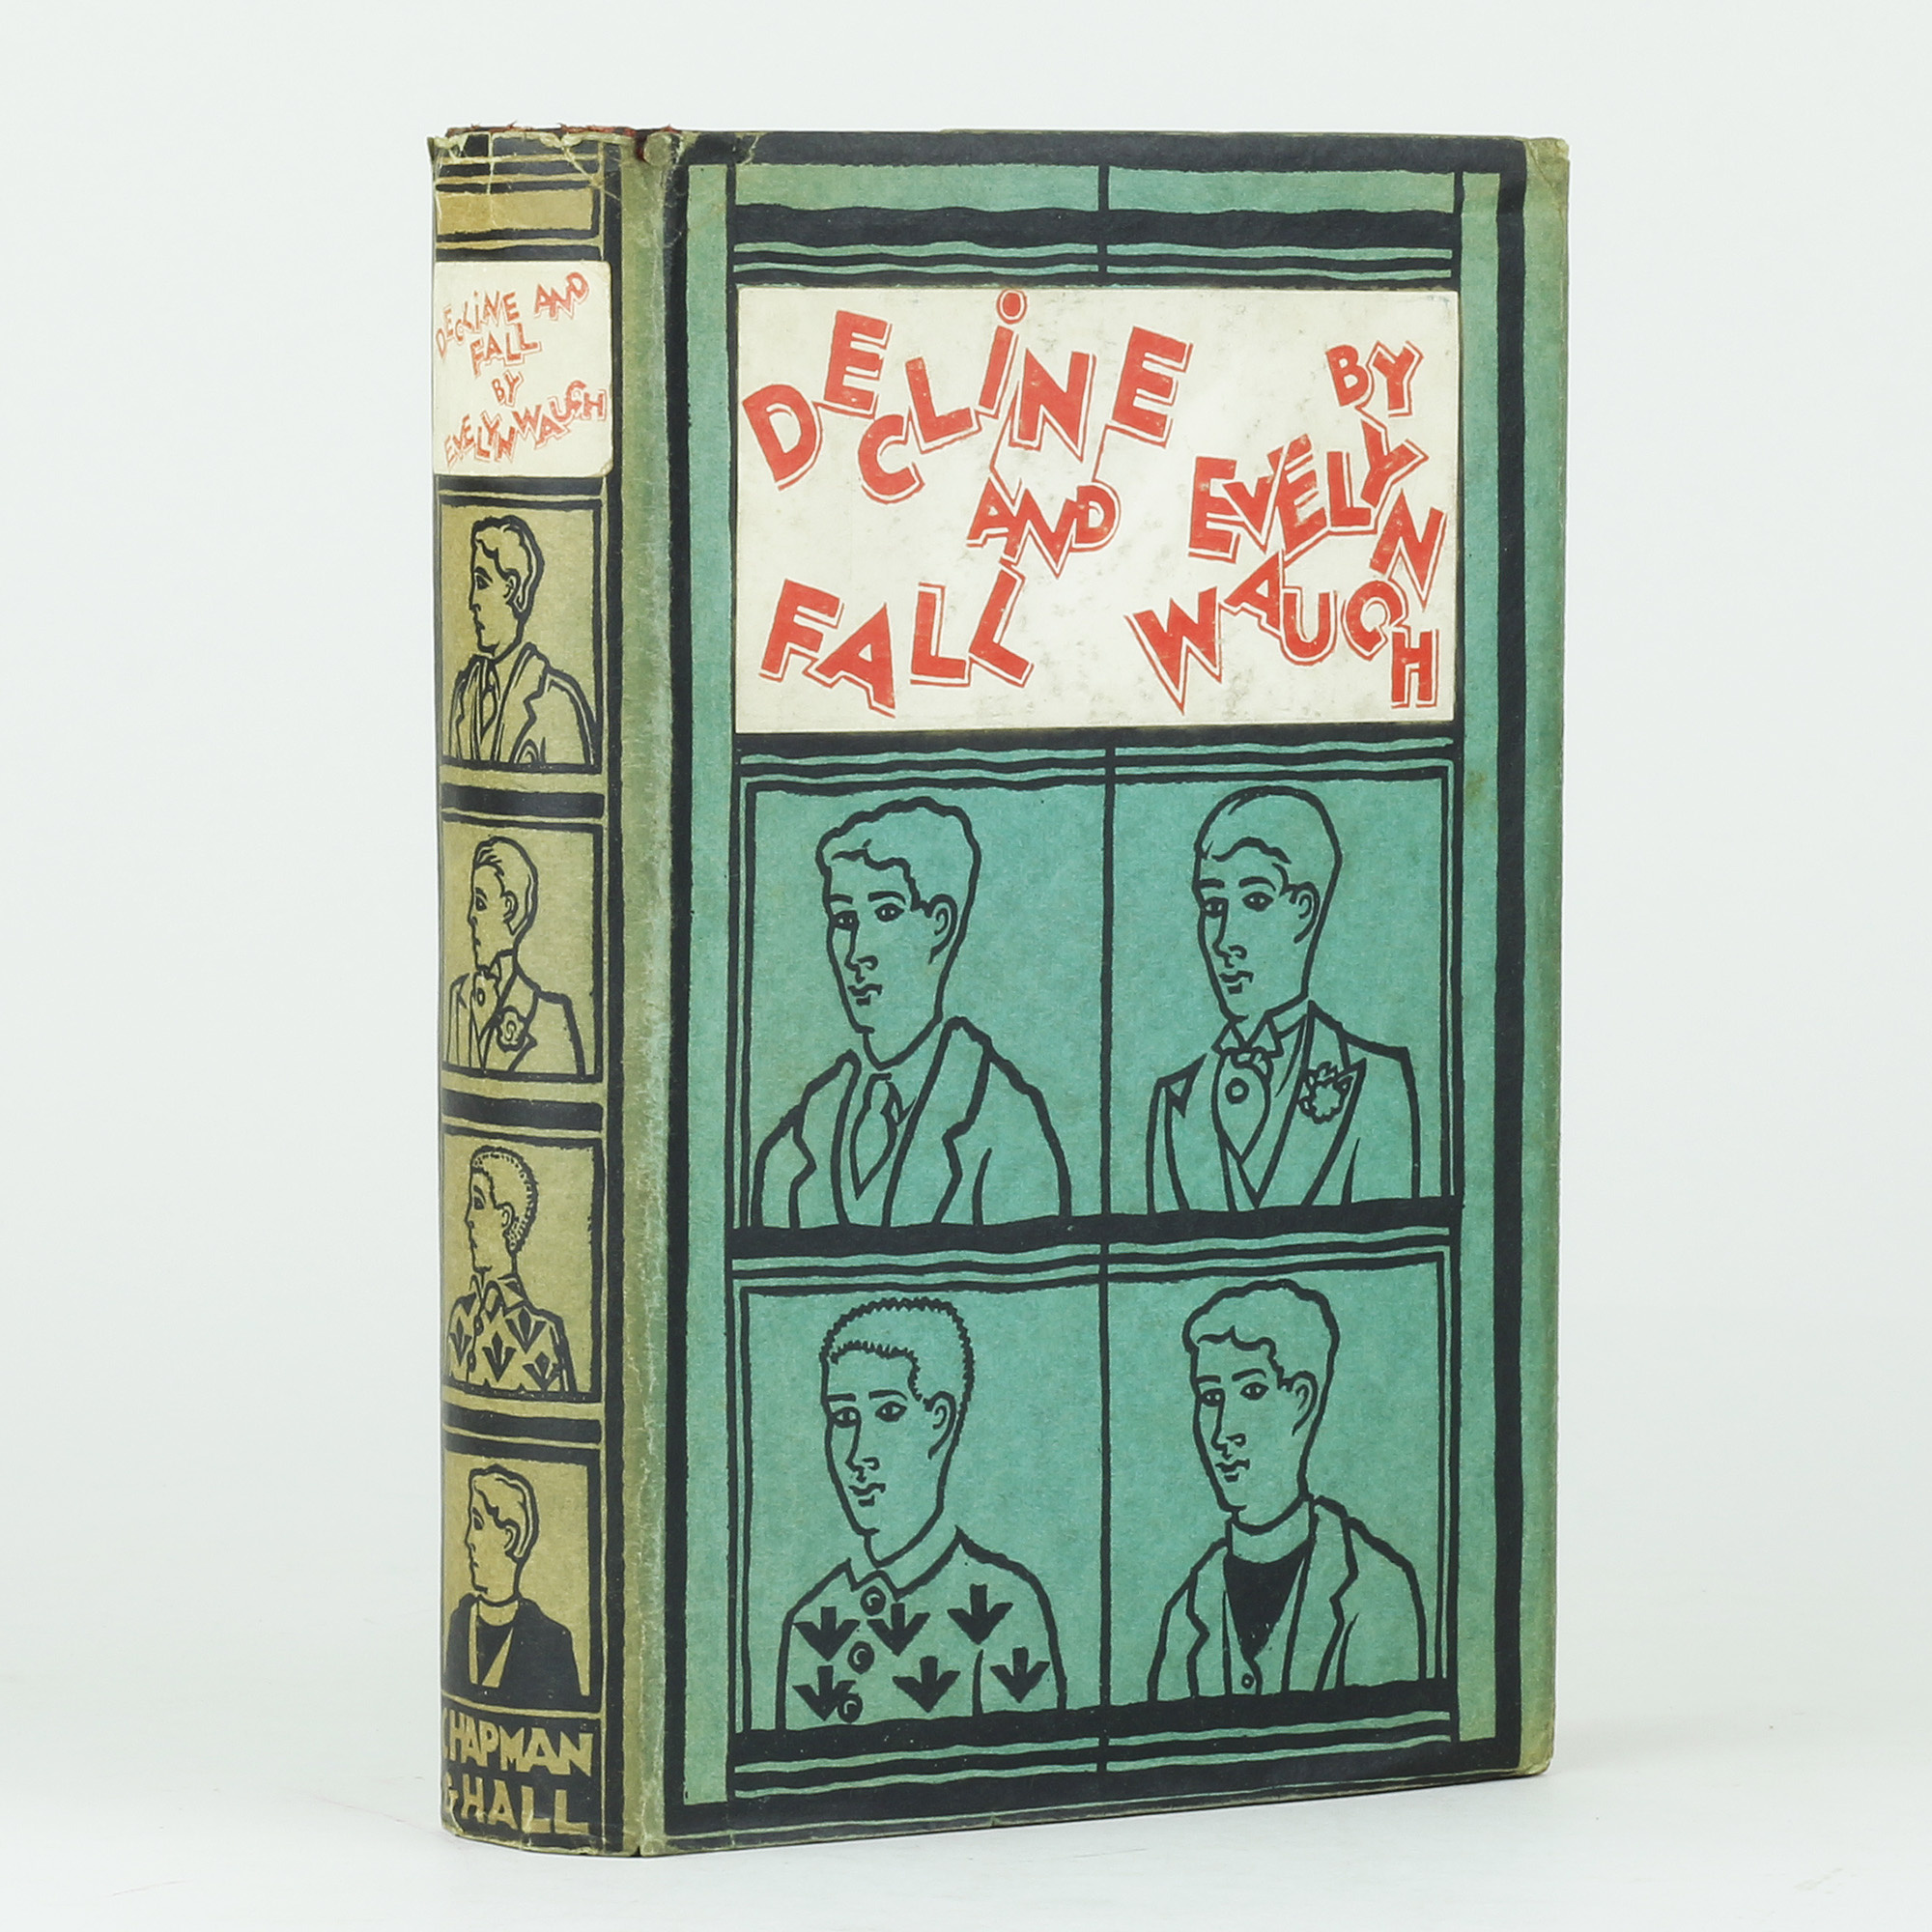 DECLiNE AND
FALL
BY
EVELYN WAUGH
CHAPMAN
& HALL
DECLiNE
AND
FALL
BY
EVELYN
WAUGH